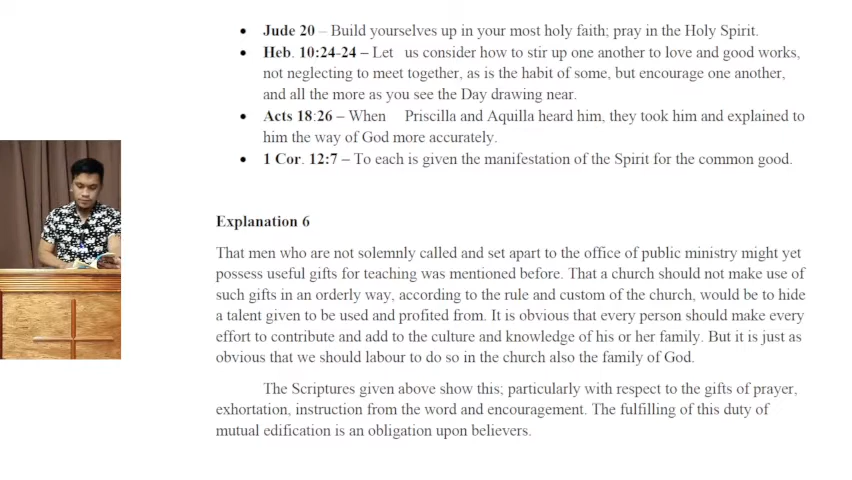 • Jude 20 – Build yourselves up in your most holy faith; pray in the Holy Spirit.
• Heb. 10:24-24 – Let us consider how to stir up one another to love and good works,
not neglecting to meet together, as is the habit of some, but encourage one another,
and all the more as you see the Day drawing near.
• Acts 18:26 – When Priscilla and Aquilla heard him, they took him and explained to
him the way of God more accurately.
• 1 Cor. 12:7 – To each is given the manifestation of the Spirit for the common good.
Explanation 6
That men who are not solemnly called and set apart to the office of public ministry might yet
possess useful gifts for teaching was mentioned before. That a church should not make use of
such gifts in an orderly way, according to the rule and custom of the church, would be to hide
a talent given to be used and profited from. It is obvious that every person should make every
effort to contribute and add to the culture and knowledge of his or her family. But it is just as
obvious that we should labour to do so in the church also the family of God.
The Scriptures given above show this; particularly with respect to the gifts of prayer,
exhortation, instruction from the word and encouragement. The fulfilling of this duty of
mutual edification is an obligation upon believers.